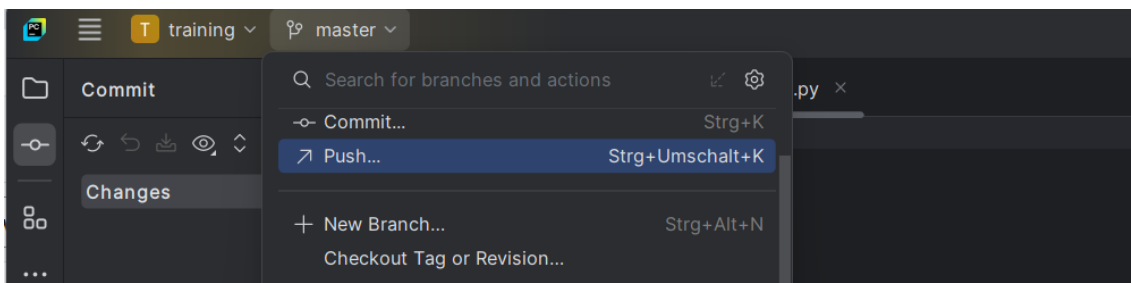 PC T training master
Search for branches and actions
Commit .py
Commit... Strg+K
Push... Strg+Umschalt+K
Changes
New Branch... Strg+Alt+N
Checkout Tag or Revision...